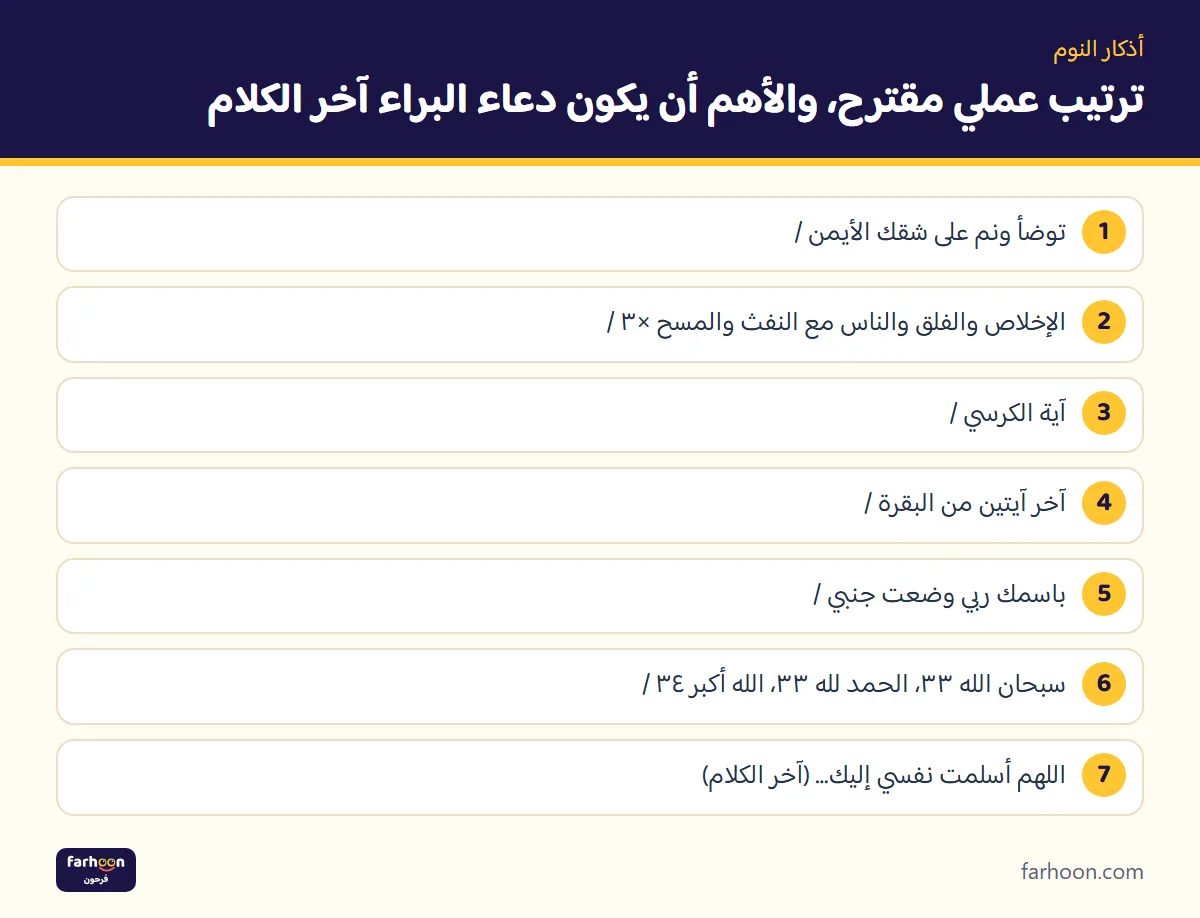 أذكار النوم
ترتيب عملي مقترح، والأهم أن يكون دعاء البراء آخر الكلام
1 توضأ ونم على شقك الأيمن /
2 الإخلاص والفلق والناس مع النفث والمسح ×٣ /
3 آية الكرسي /
4 آخر آيتين من البقرة /
5 باسمك ربي وضعت جنبي /
6 سبحان الله ٣٣، الحمد لله ٣٣، الله أكبر ٣٤ /
7 اللهم أسلمت نفسي إليك... (آخر الكلام)
farhoon.com
farhoon
فرحون